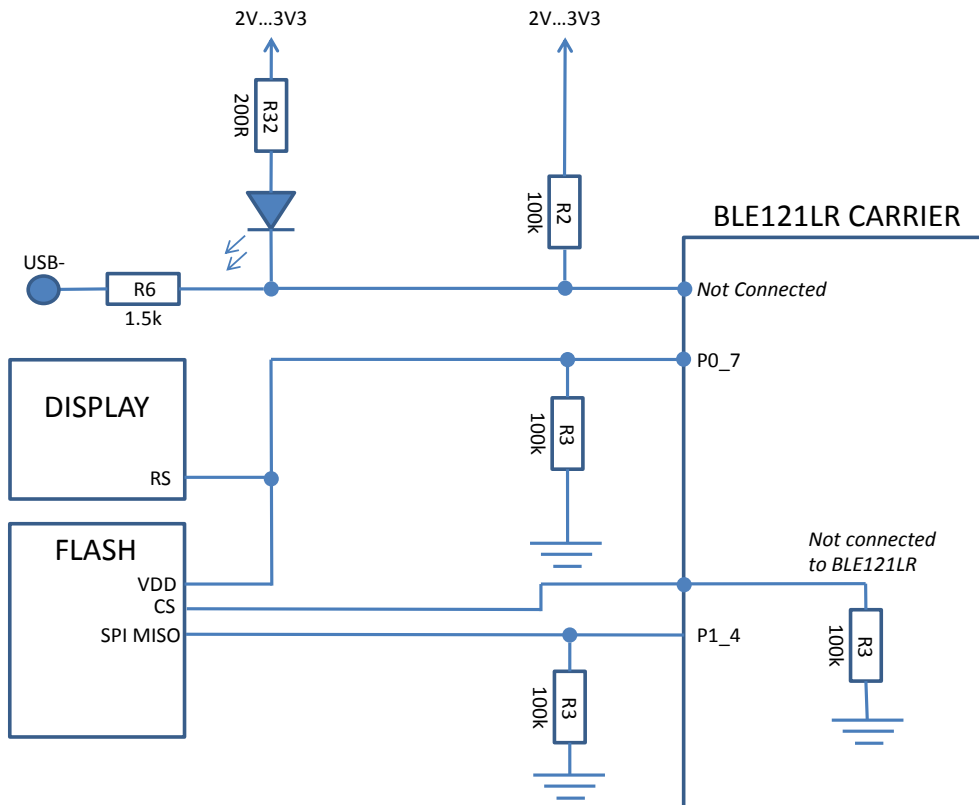 2V...3V3
2V...3V3
R32
200R
R2
100k
BLE121LR CARRIER
USB-
R6
1.5k
Not Connected
P0_7
DISPLAY
RS
R3
100k
FLASH
VDD
CS
SPI MISO
Not connected
to BLE121LR
P1_4
R3
100k
R3
100k